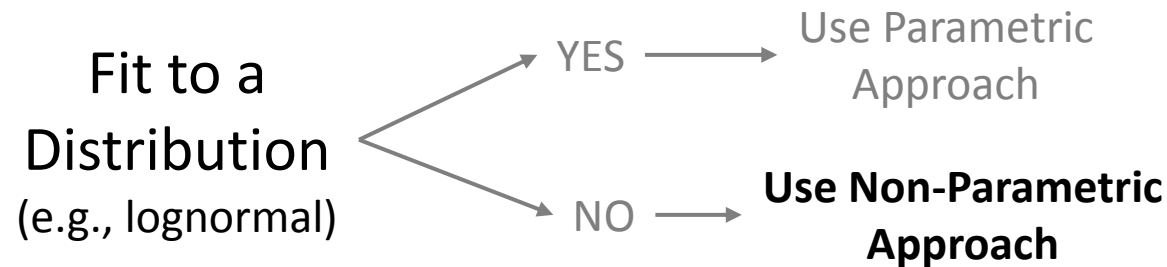 Fit to a
Distribution
(e.g., lognormal)
YES
Use Parametric
Approach
NO
Use Non-Parametric
Approach